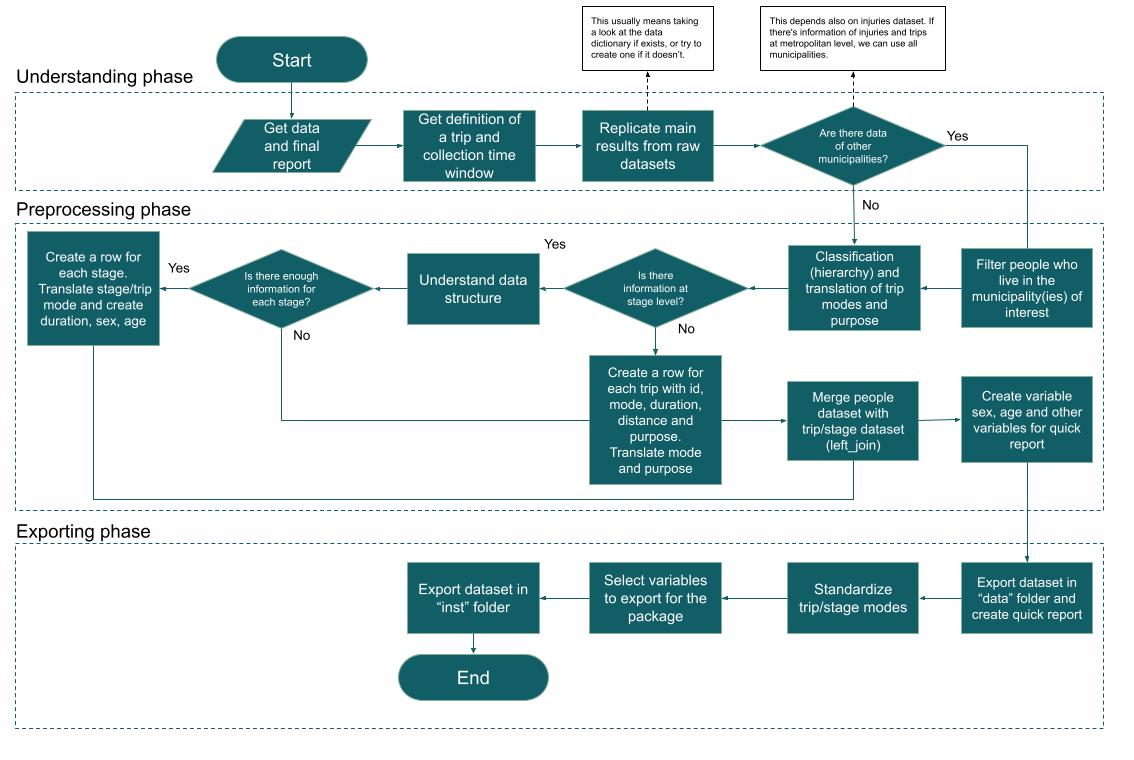 This usually means taking
a look at the data
dictionary if exists, or try to
create one if it doesn't.
This depends also on injuries dataset. If
there's information of injuries and trips
at metropolitan level, we can use all
municipalities.
Start
Understanding phase
Get data
and final
report
Get definition of
a trip and
collection time
window
Replicate main
results from raw
datasets
Are there data
of other
municipalities?
Yes
No
Preprocessing phase
Create a row for
each stage.
Translate stage/trip
mode and create
duration, sex, age
Yes
Is there enough
information for
each stage?
No
Understand data
structure
Yes
Is there
information at
stage level?
No
Classification
(hierarchy) and
translation of trip
modes and
purpose
Filter people who
live in the
municipality(ies) of
interest
Create a row for
each trip with id,
mode, duration,
distance and
purpose.
Translate mode
and purpose
Merge people
dataset with
trip/stage dataset
(left_join)
Create variable
sex, age and other
variables for quick
report
Exporting phase
Export dataset in
“inst” folder
Select variables
to export for the
package
Standardize
trip/stage modes
Export dataset in
“data” folder and
create quick report
End